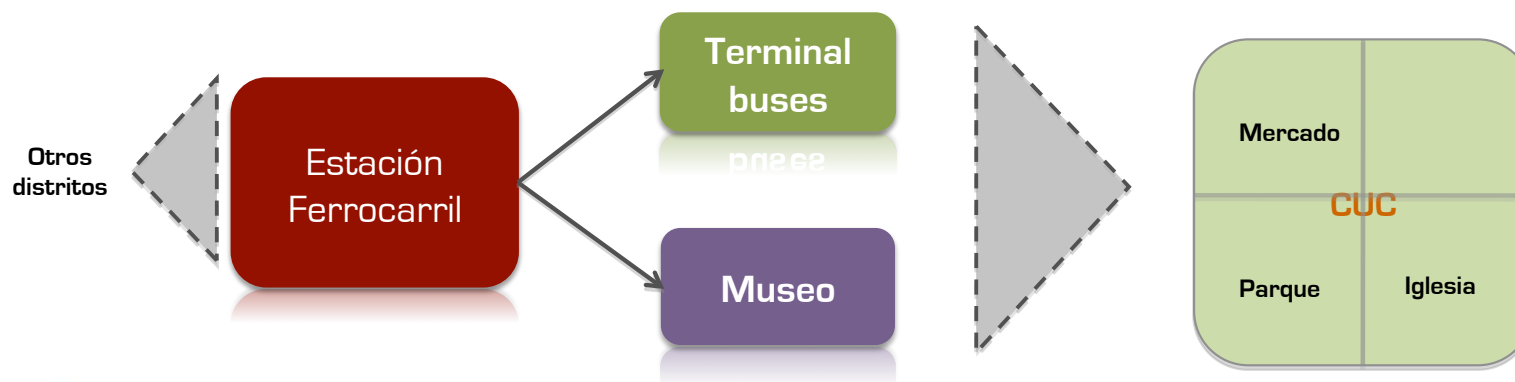 Otros
distritos
Estación
Ferrocarril
Terminal
buses
Museo
Mercado
CUC
Parque
Iglesia